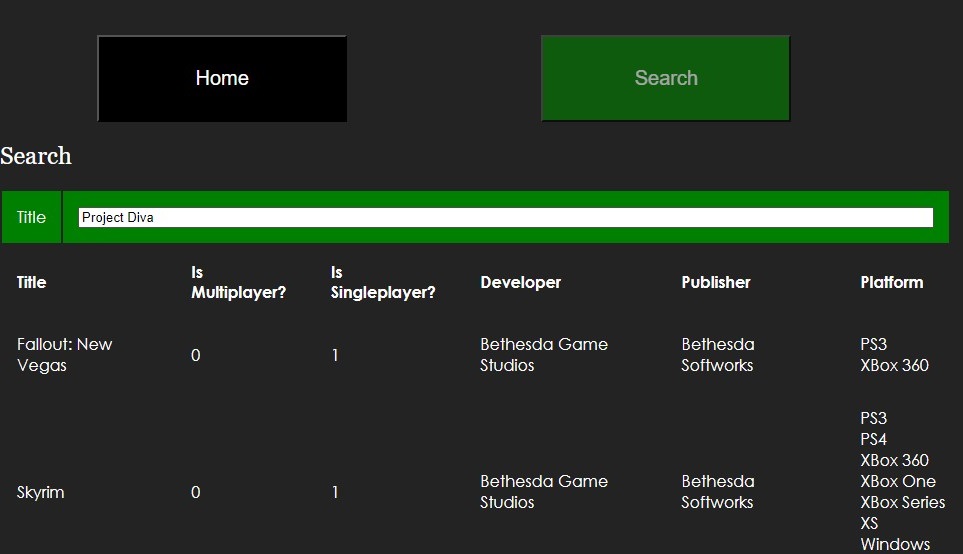 Home
Search
Search
Title
Project Diva
Title
Is
Multiplayer?
Is
Singleplayer?
Developer
Publisher
Platform
Fallout: New
Vegas
0
1
Bethesda Game
Studios
Bethesda
Softworks
PS3
XBox 360
Skyrim
0
1
Bethesda Game
Studios
Bethesda
Softworks
PS3
PS4
XBox 360
XBox One
XBox Series
XS
Windows